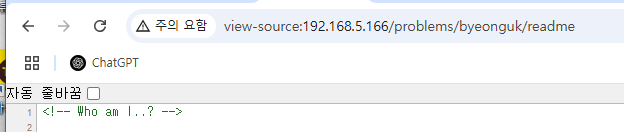 주의 요함 view-source:192.168.5.166/problems/byeonguk/readme
ChatGPT
자동 줄바꿈
1 <!-- Who am I..? -->
2